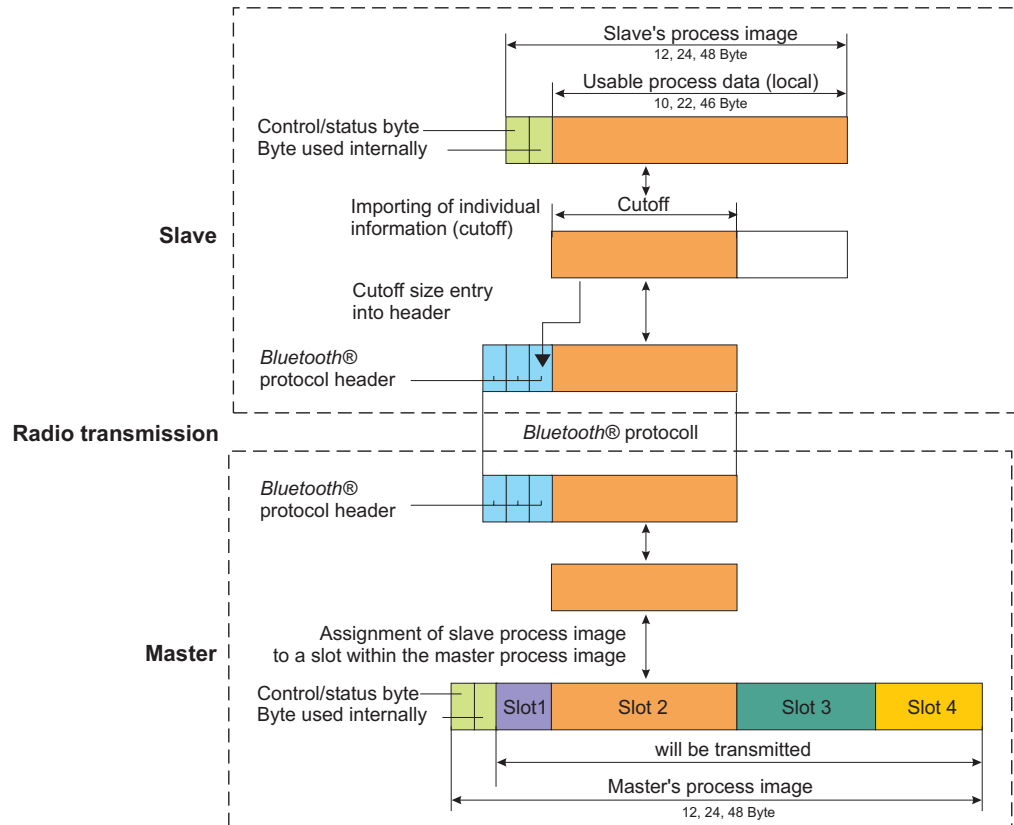 Slave's process image
12, 24, 48 Byte
Usable process data (local)
10, 22, 46 Byte
Control/status byte
Byte used internally
Importing of individual
information (cutoff)
Cutoff
Slave
Cutoff size entry
into header
Bluetooth®
protocol header
Radio transmission
Bluetooth® protocoll
Bluetooth®
protocol header
Assignment of slave process image
to a slot within the master process image
Master
Control/status byte
Byte used internally
Slot1
Slot 2
Slot 3
Slot 4
will be transmitted
Master's process image
12, 24, 48 Byte